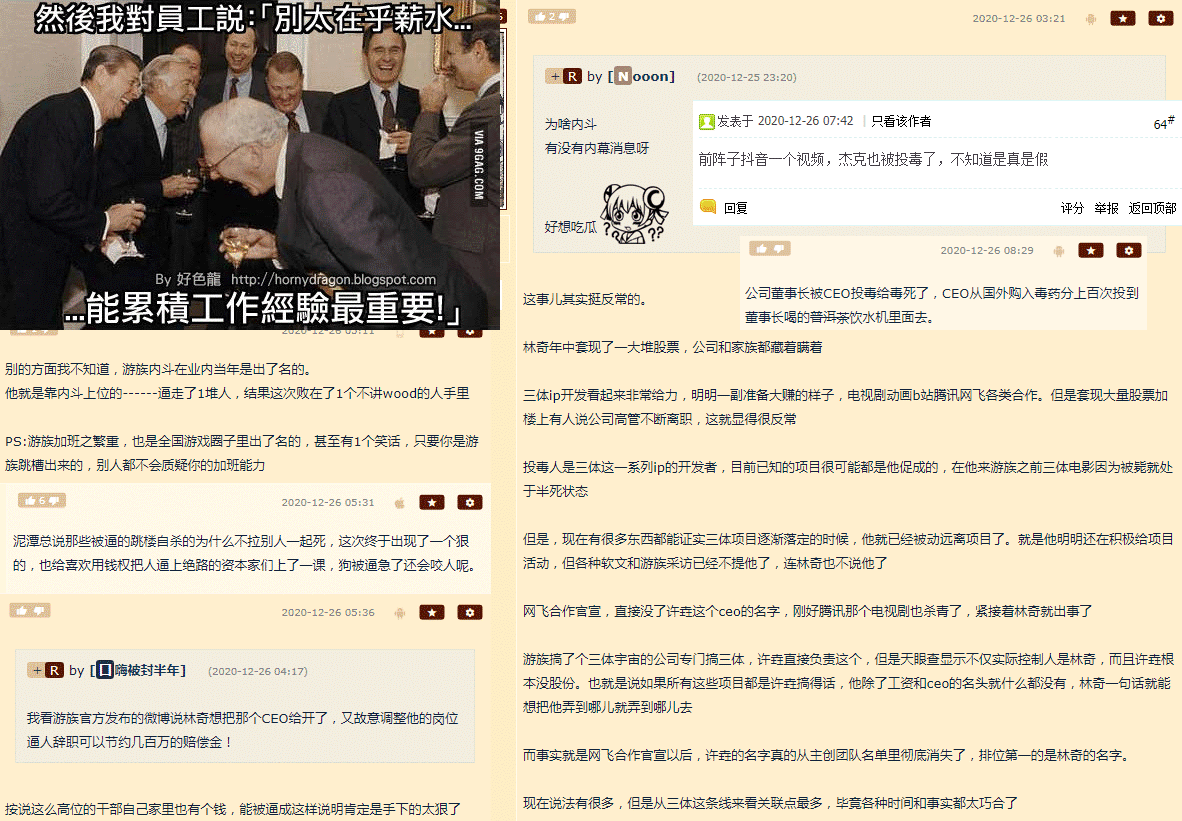 然後我對員工説:「別太在乎薪水...
VIA 9GAG.COM
By 好色龍 http://hornydragon.blogspot.com
...能累積工作經驗最重要!」
别的方面我不知道，游族内斗在业内当年是出了名的。
他就是靠内斗上位的------逼走了1堆人，结果这次败在了1个不讲wood的人手里
PS:游族加班之繁重，也是全国游戏圈子里出了名的，甚至有1个笑话，只要你是游
族跳槽出来的，别人都不会质疑你的加班能力
6
2020-12-26 05:31
泥潭总说那些被逼的跳楼自杀的为什么不拉别人一起死，这次终于出现了一个狠
的，也给喜欢用钱权把人逼上绝路的资本家们上了一课，狗被逼急了还会咬人呢。
2020-12-26 05:36
+ R by [口嗨被封半年] (2020-12-26 04:17)
我看游族官方发布的微博说林奇想把那个CEO给开了，又故意调整他的岗位
逼人辞职可以节约几百万的赔偿金！
按说这么高位的干部自己家里也有个钱，能被逼成这样说明肯定是手下的太狠了
2
2020-12-26 03:21
+ R by [Nooon] (2020-12-25 23:20)
为啥内斗
有没有内幕消息呀
好想吃瓜
发表于 2020-12-26 07:42 | 只看该作者
64#
前阵子抖音一个视频，杰克也被投毒了，不知道是真是假
回复
评分 举报 返回顶部
2020-12-26 08:29
公司董事长被CEO投毒给毒死了，CEO从国外购入毒药分上百次投到
董事长喝的普洱茶饮水机里面去。
这事儿其实挺反常的。
林奇年中套现了一大堆股票，公司和家族都藏着瞒着
三体ip开发看起来非常给力，明明一副准备大赚的样子，电视剧动画b站腾讯网飞各类合作。但是套现大量股票加
楼上有人说公司高管不断离职，这就显得很反常
投毒人是三体这一系列ip的开发者，目前已知的项目很可能都是他促成的，在他来游族之前三体电影因为被毙就处
于半死状态
但是，现在有很多东西都能证实三体项目逐渐落定的时候，他就已经被动远离项目了。就是他明明还在积极给项目
活动，但各种软文和游族采访已经不提他了，连林奇也不说他了
网飞合作官宣，直接没了许垚这个ceo的名字，刚好腾讯那个电视剧也杀青了，紧接着林奇就出事了
游族搞了个三体宇宙的公司专门搞三体，许垚直接负责这个，但是天眼查显示不仅实际控制人是林奇，而且许垚根
本没股份。也就是说如果所有这些项目都是许垚搞得话，他除了工资和ceo的名头就什么都没有，林奇一句话就能
想把他弄到哪儿就弄到哪儿去
而事实就是网飞合作官宣以后，许垚的名字真的从主创团队名单里彻底消失了，排位第一的是林奇的名字。
现在说法有很多，但是从三体这条线来看关联点最多，毕竟各种时间和事实都太巧合了